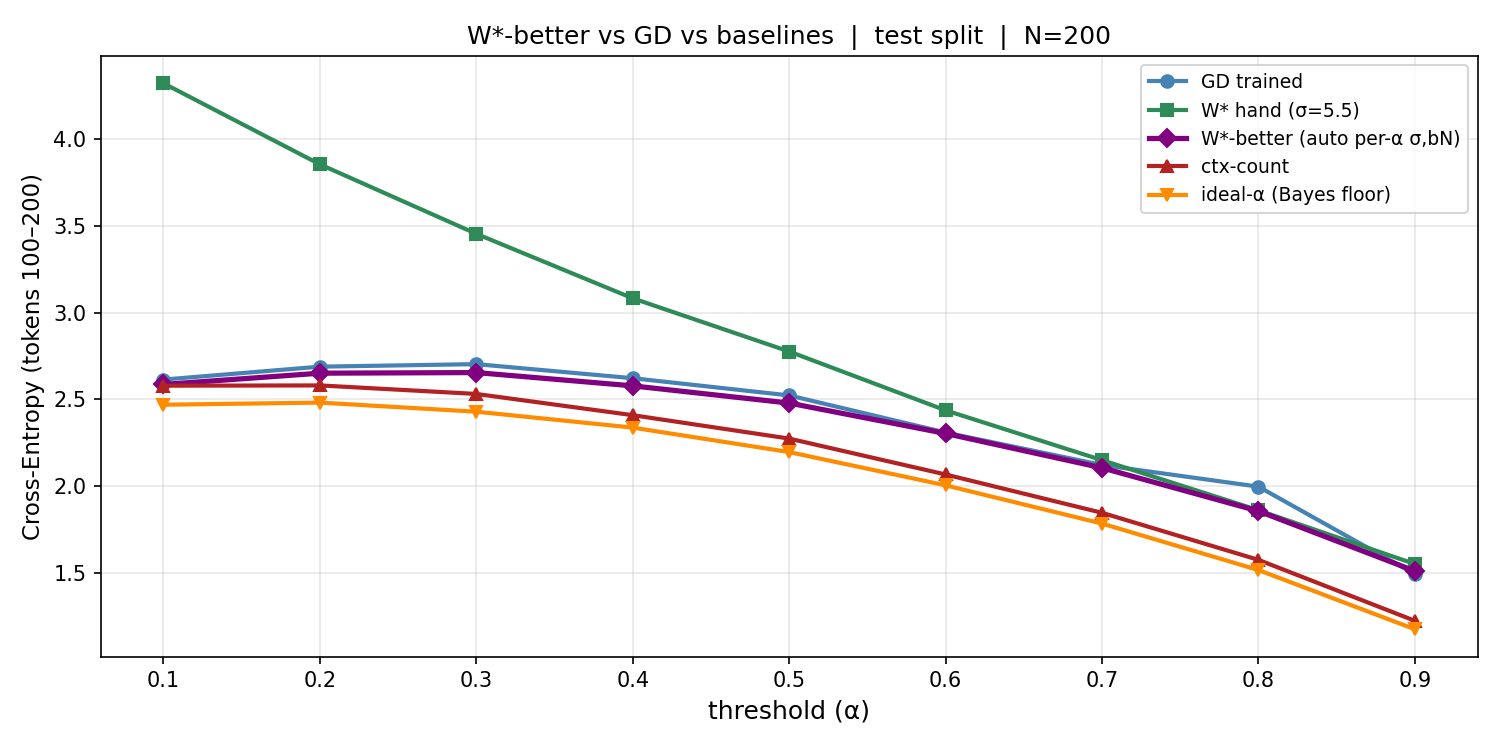 W*-better vs GD vs baselines | test split | N=200
GD trained
W* hand (σ=5.5)
W*-better (auto per-α σ,bN)
ctx-count
ideal-α (Bayes floor)
Cross-Entropy (tokens 100–200)
4.0
3.5
3.0
2.5
2.0
1.5
0.1 0.2 0.3 0.4 0.5 0.6 0.7 0.8 0.9
threshold (α)